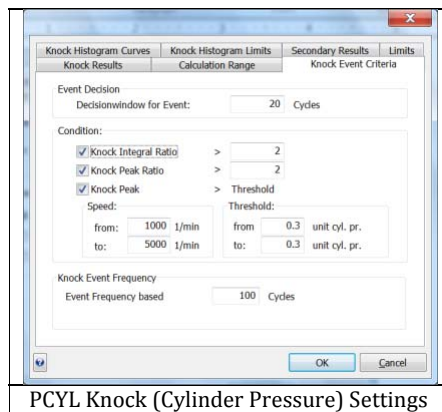 Knock Histogram Curves Knock Histogram Limits Secondary Results Limits
Knock Results Calculation Range Knock Event Criteria
Event Decision
Decisionwindow for Event: 20 Cycles
Condition:
Knock Integral Ratio > 2
Knock Peak Ratio > 2
Knock Peak > Threshold
Speed: Threshold:
from: 1000 1/min from 0.3 unit cyl. pr.
to: 5000 1/min to: 0.3 unit cyl. pr.
Knock Event Frequency
Event Frequency based 100 Cycles
OK Cancel
PCYL Knock (Cylinder Pressure) Settings